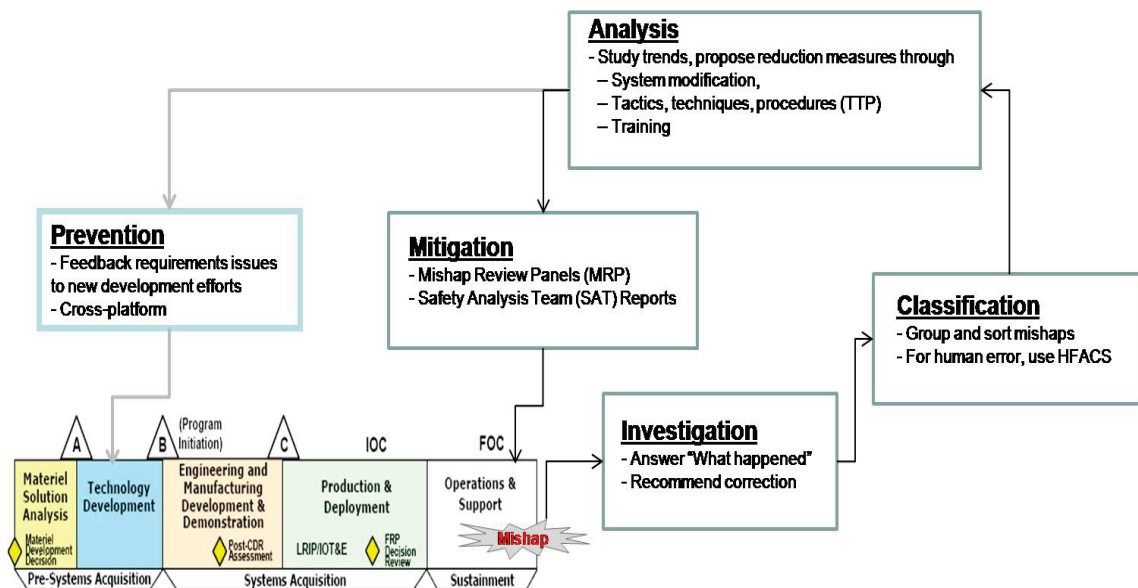 Analysis
- Study trends, propose reduction measures through
– System modification,
– Tactics, techniques, procedures (TTP)
– Training
Prevention
- Feedback requirements issues
to new development efforts
- Cross-platform
Mitigation
- Mishap Review Panels (MRP)
- Safety Analysis Team (SAT) Reports
Classification
- Group and sort mishaps
- For human error, use HFACS
Investigation
- Answer “What happened”
- Recommend correction
A
B
(Program
Initiation)
C
IOC
FOC
Materiel
Solution
Analysis
Materiel
Development
Decision
Technology
Development
Engineering and
Manufacturing
Development &
Demonstration
Post-CDR
Assessment
Production &
Deployment
LRIP/IOT&E
FRP
Decision
Review
Operations &
Support
Mishap
Pre-Systems Acquisition
Systems Acquisition
Sustainment